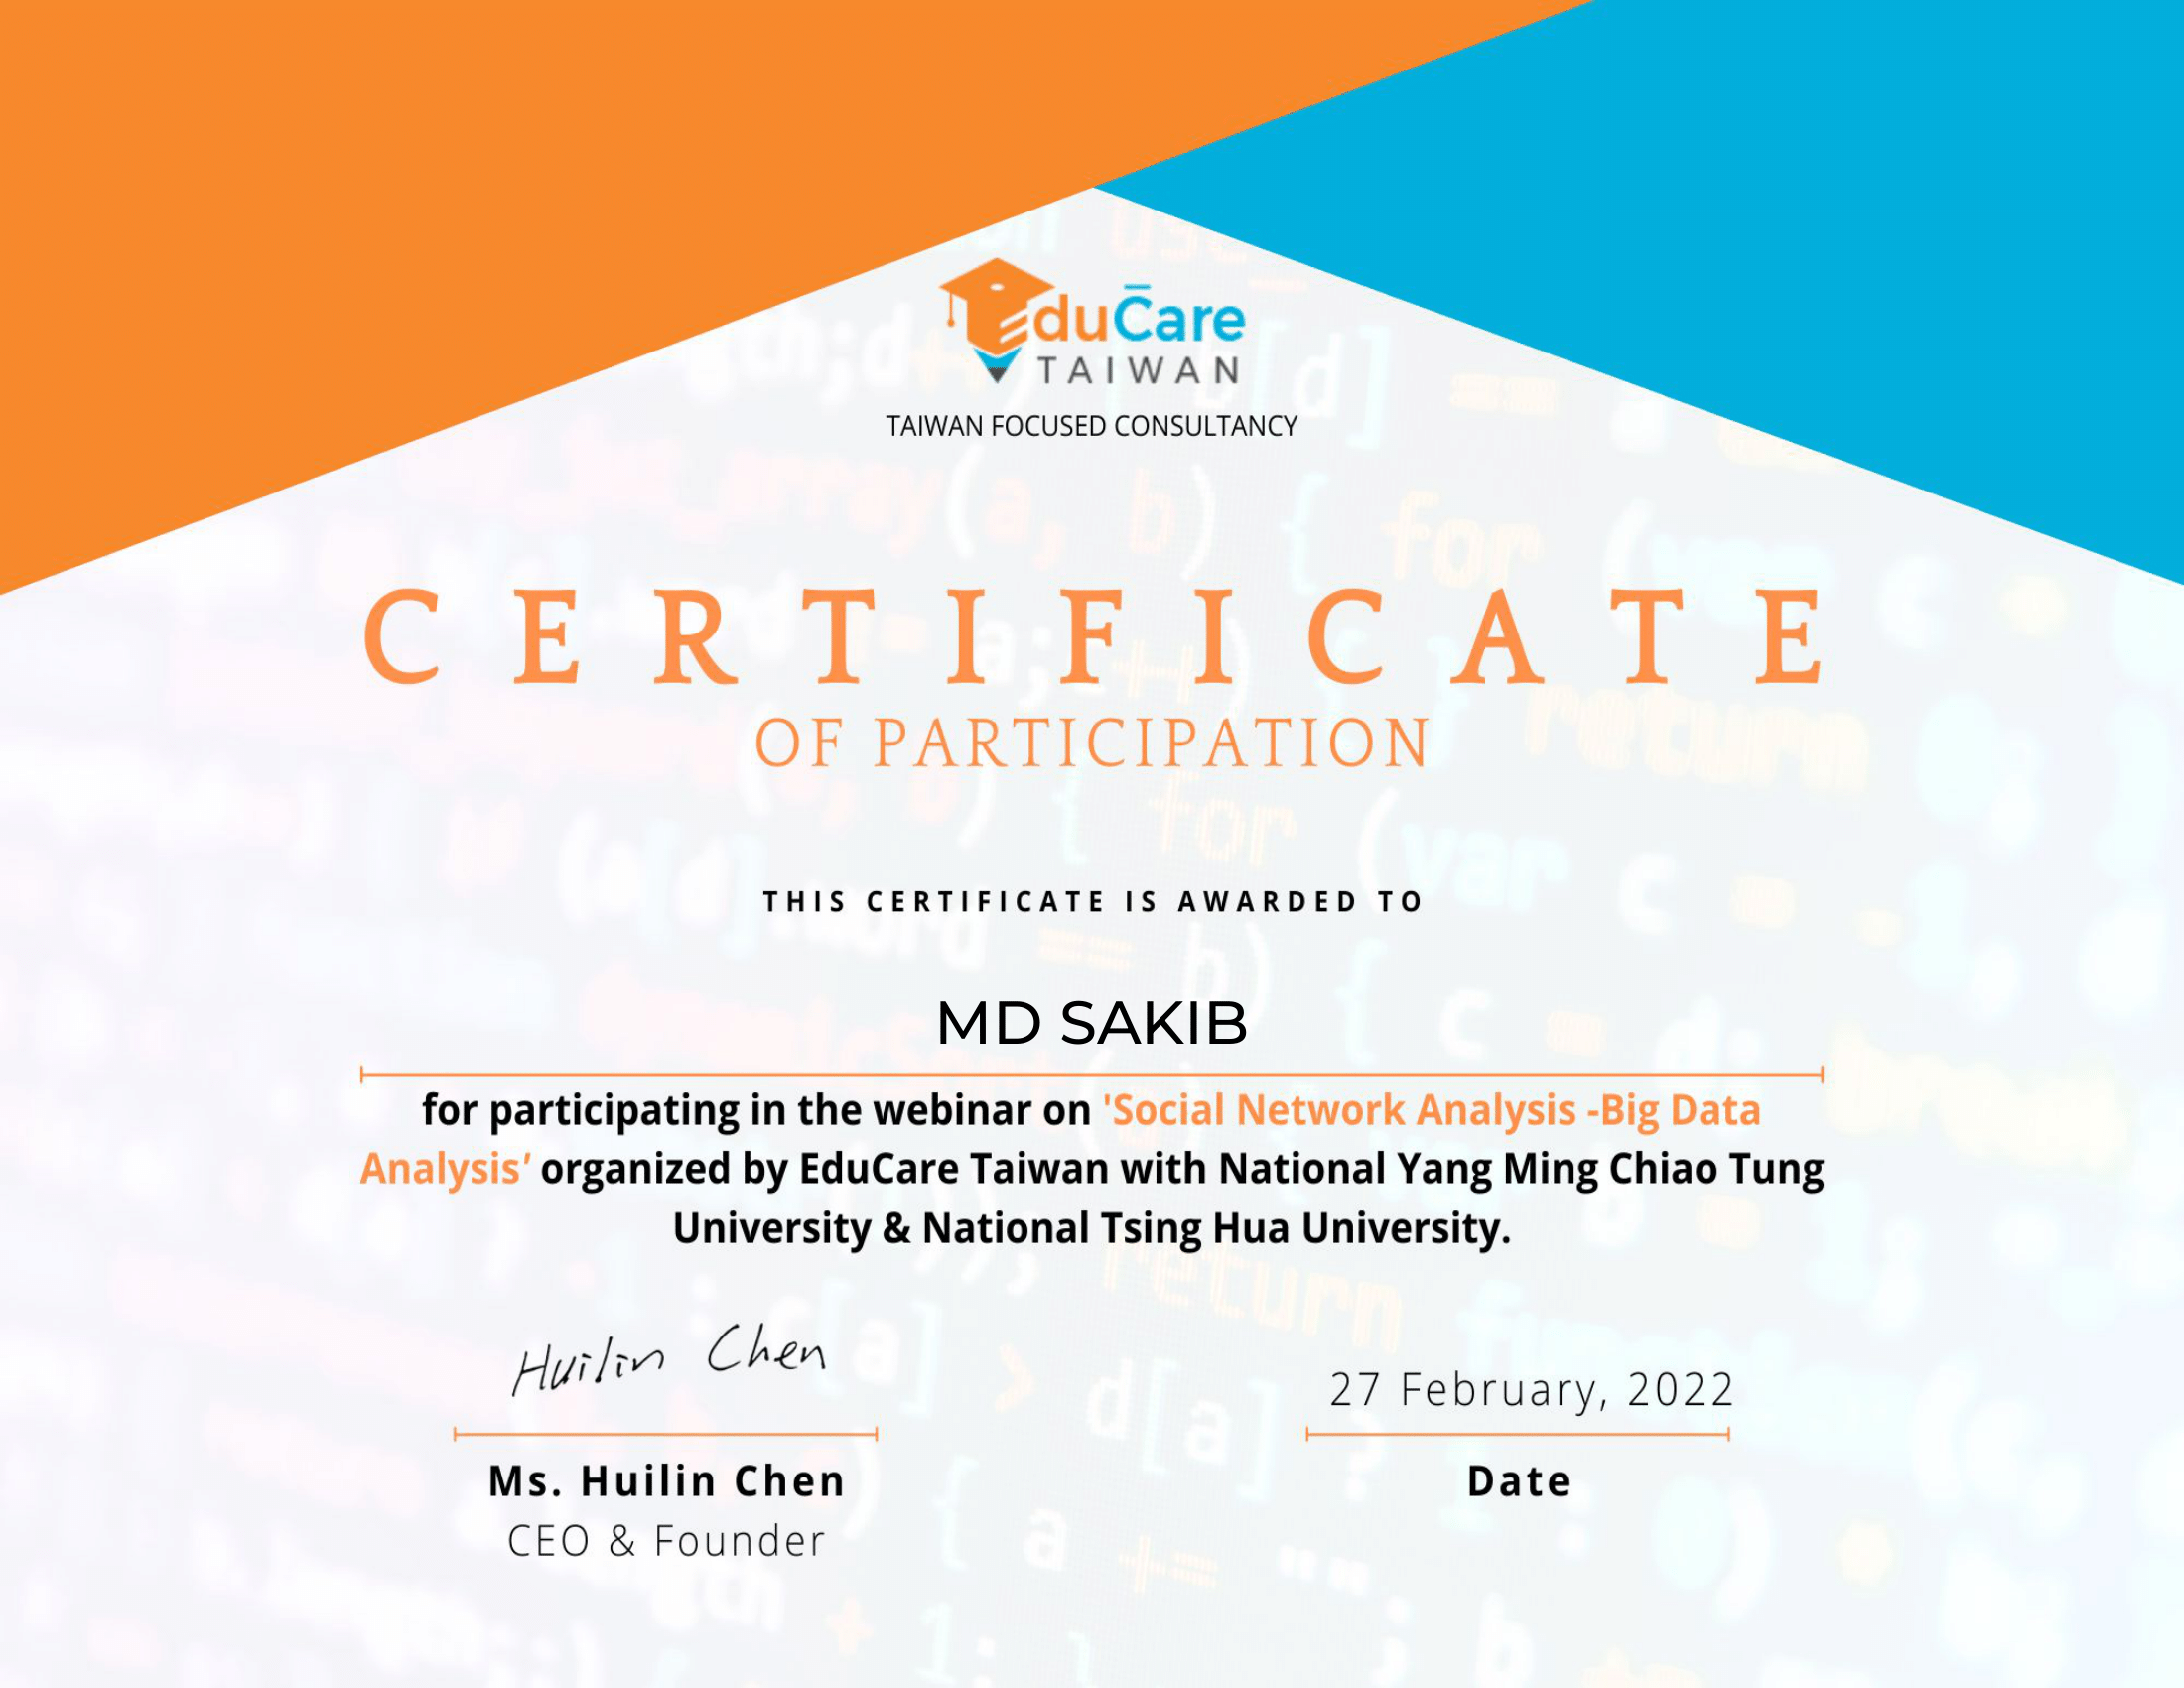 EduCare
TAIWAN
TAIWAN FOCUSED CONSULTANCY
CERTIFICATE
OF PARTICIPATION
THIS CERTIFICATE IS AWARDED TO
MD SAKIB
for participating in the webinar on 'Social Network Analysis -Big Data
Analysis' organized by EduCare Taiwan with National Yang Ming Chiao Tung
University & National Tsing Hua University.
Huilin Chen
27 February, 2022
Ms. Huilin Chen
Date
CEO & Founder